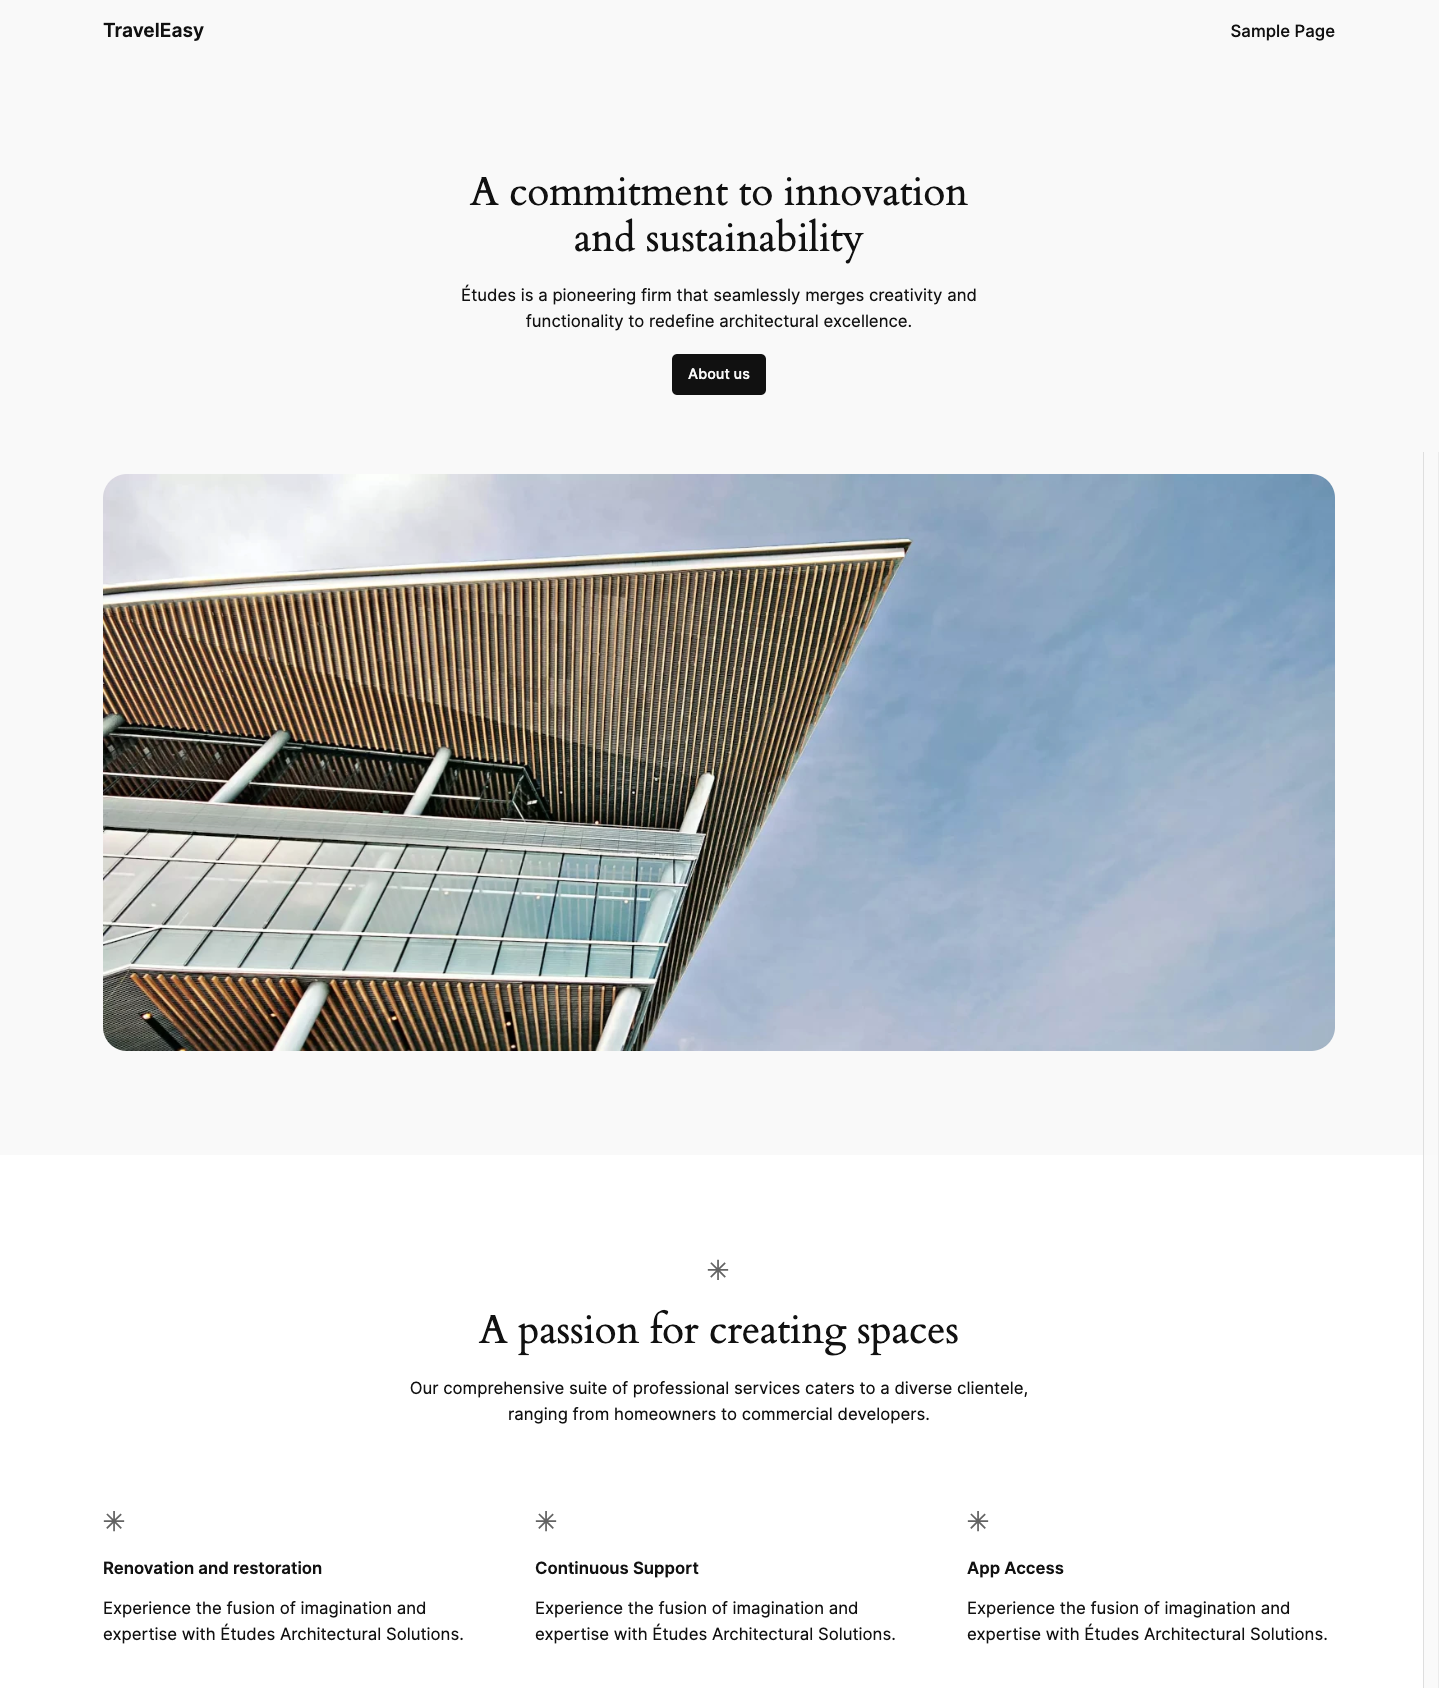 TravelEasy
Sample Page
A commitment to innovation
and sustainability
Études is a pioneering firm that seamlessly merges creativity and
functionality to redefine architectural excellence.
About us
A passion for creating spaces
Our comprehensive suite of professional services caters to a diverse clientele,
ranging from homeowners to commercial developers.
Renovation and restoration
Experience the fusion of imagination and
expertise with Études Architectural Solutions.
Continuous Support
Experience the fusion of imagination and
expertise with Études Architectural Solutions.
App Access
Experience the fusion of imagination and
expertise with Études Architectural Solutions.